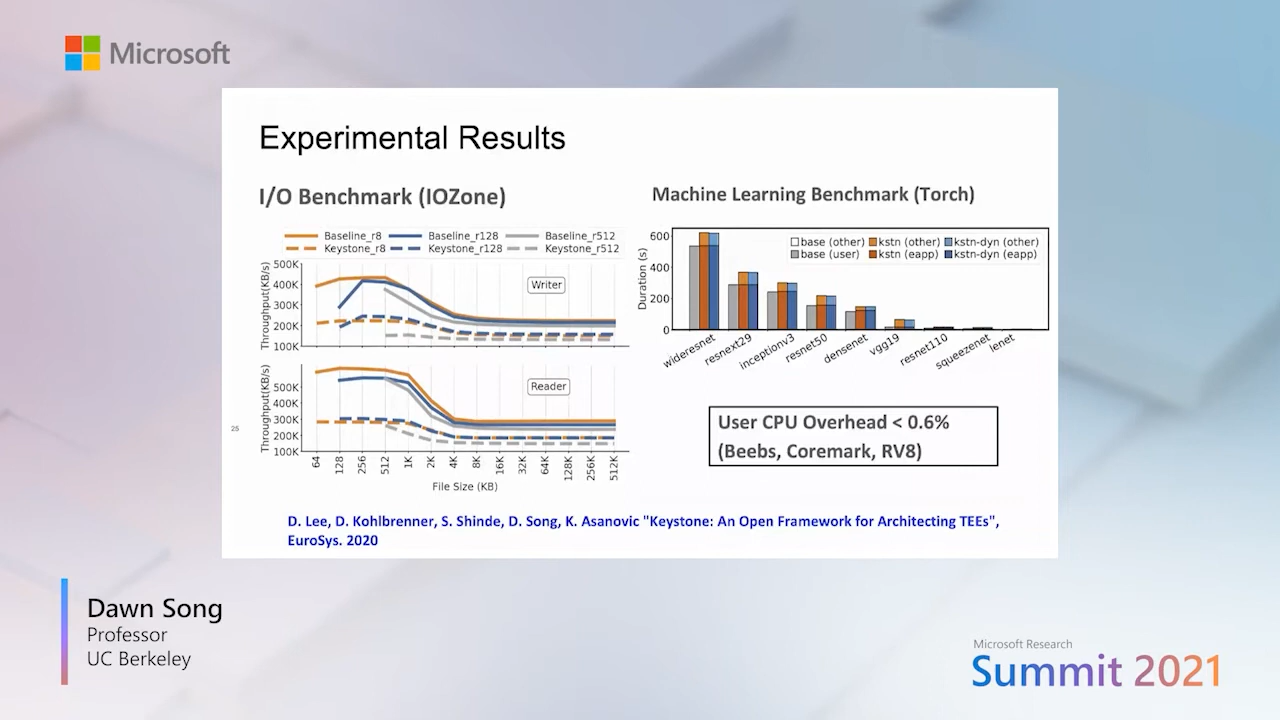 Microsoft
Experimental Results
I/O Benchmark (IOZone)
Baseline_r8 Baseline_r128 Baseline_r512
Keystone_r8 Keystone_r128 Keystone_r512
Throughput(KB/s)
500K
400K
300K
200K
100K
Writer
Throughput(KB/s)
500K
400K
300K
200K
100K
Reader
64 128 256 512 1K 2K 4K 8K 16K 32K 64K 128K 256K 512K
File Size (KB)
Machine Learning Benchmark (Torch)
Duration (s)
600
400
200
0
base (other) kstn (other) kstn-dyn (other)
base (user) kstn (eapp) kstn-dyn (eapp)
wideresnet resnext29 inceptionv3 resnet50 densenet vgg19 resnet110 squeezenet lenet
User CPU Overhead < 0.6%
(Beebs, Coremark, RV8)
25
D. Lee, D. Kohlbrenner, S. Shinde, D. Song, K. Asanovic "Keystone: An Open Framework for Architecting TEEs",
EuroSys. 2020
Dawn Song
Professor
UC Berkeley
Microsoft Research
Summit 2021